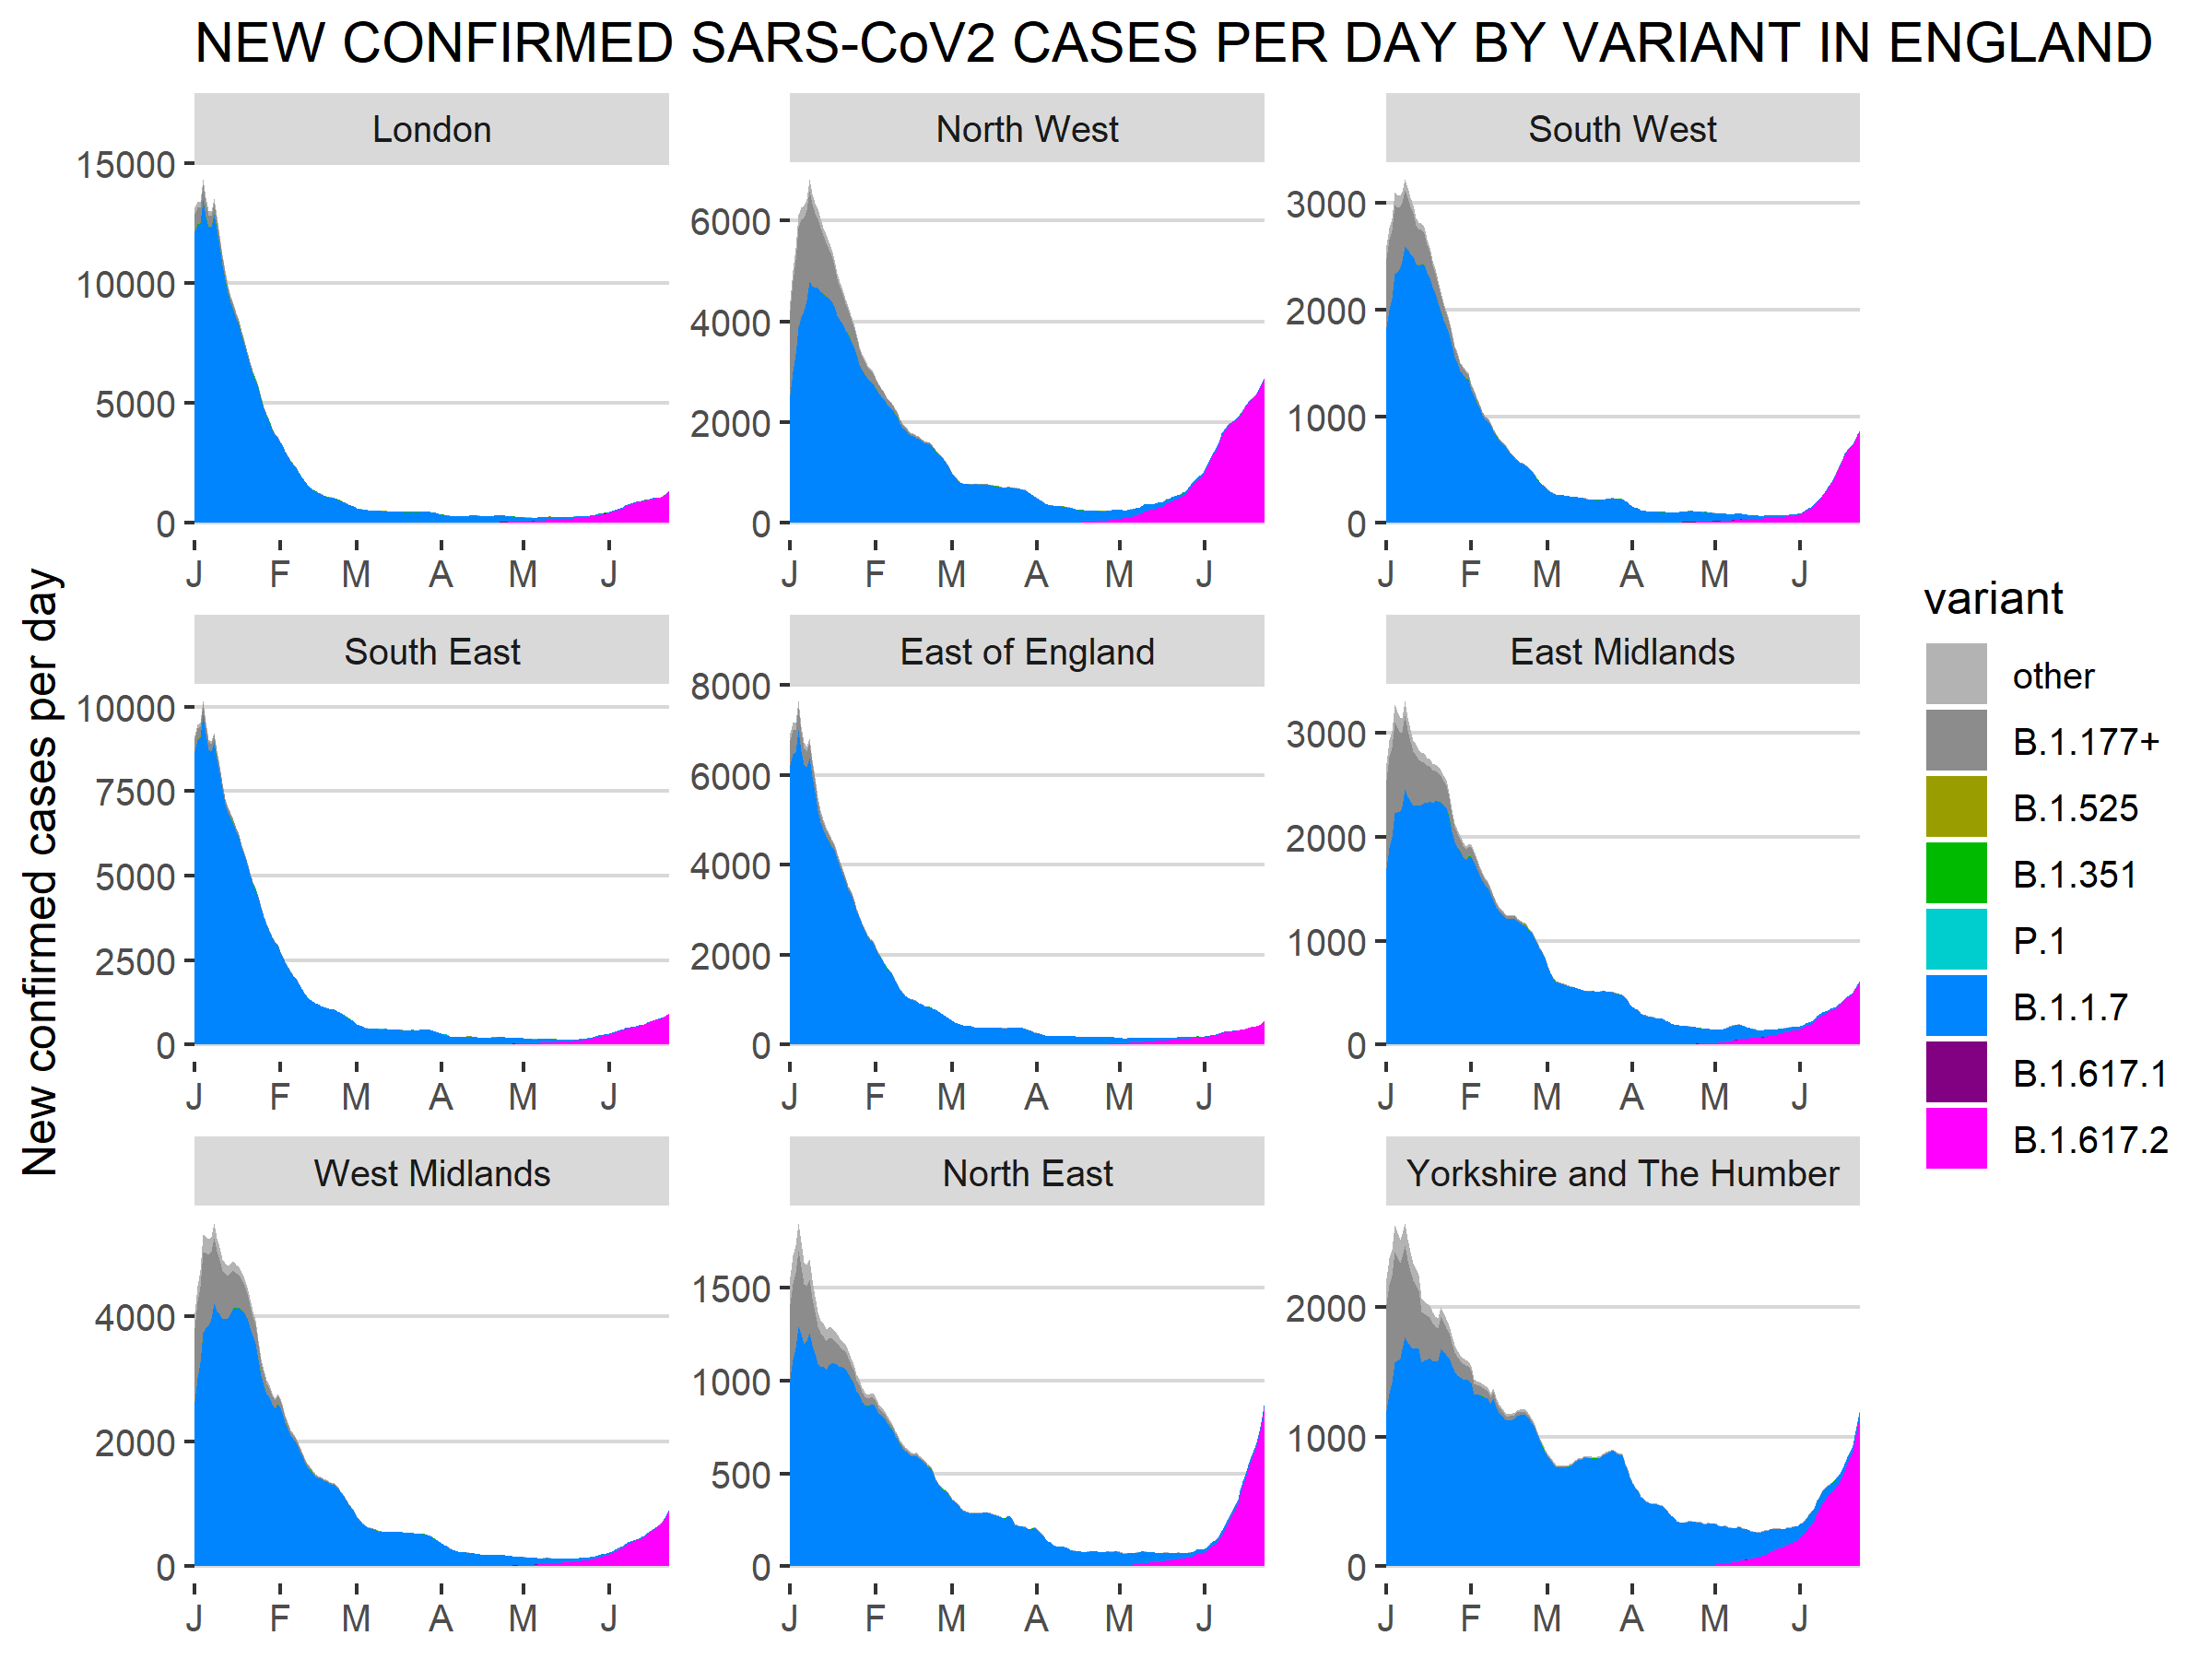 NEW CONFIRMED SARS-CoV2 CASES PER DAY BY VARIANT IN ENGLAND
New confirmed cases per day
London
15000
10000
5000
0
J F M A M J
North West
6000
4000
2000
0
J F M A M J
South West
3000
2000
1000
0
J F M A M J
South East
10000
7500
5000
2500
0
J F M A M J
East of England
8000
6000
4000
2000
0
J F M A M J
East Midlands
3000
2000
1000
0
J F M A M J
West Midlands
4000
2000
0
J F M A M J
North East
1500
1000
500
0
J F M A M J
Yorkshire and The Humber
2000
1000
0
J F M A M J
variant
other
B.1.177+
B.1.525
B.1.351
P.1
B.1.1.7
B.1.617.1
B.1.617.2